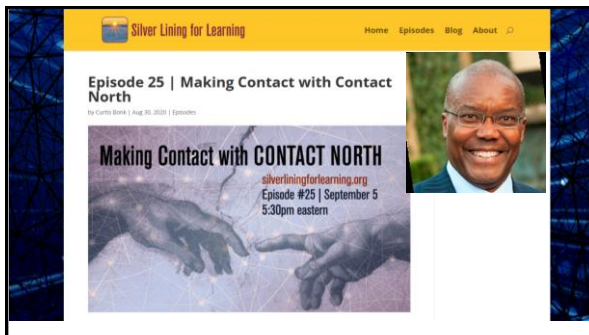 Silver Lining for Learning
Home Episodes Blog About
Episode 25 | Making Contact with Contact
North
by Curtis Bonk | Aug 30, 2020 | Episodes
Making Contact with CONTACT NORTH
silverliningforlearning.org
Episode #25 | September 5
5:30pm eastern